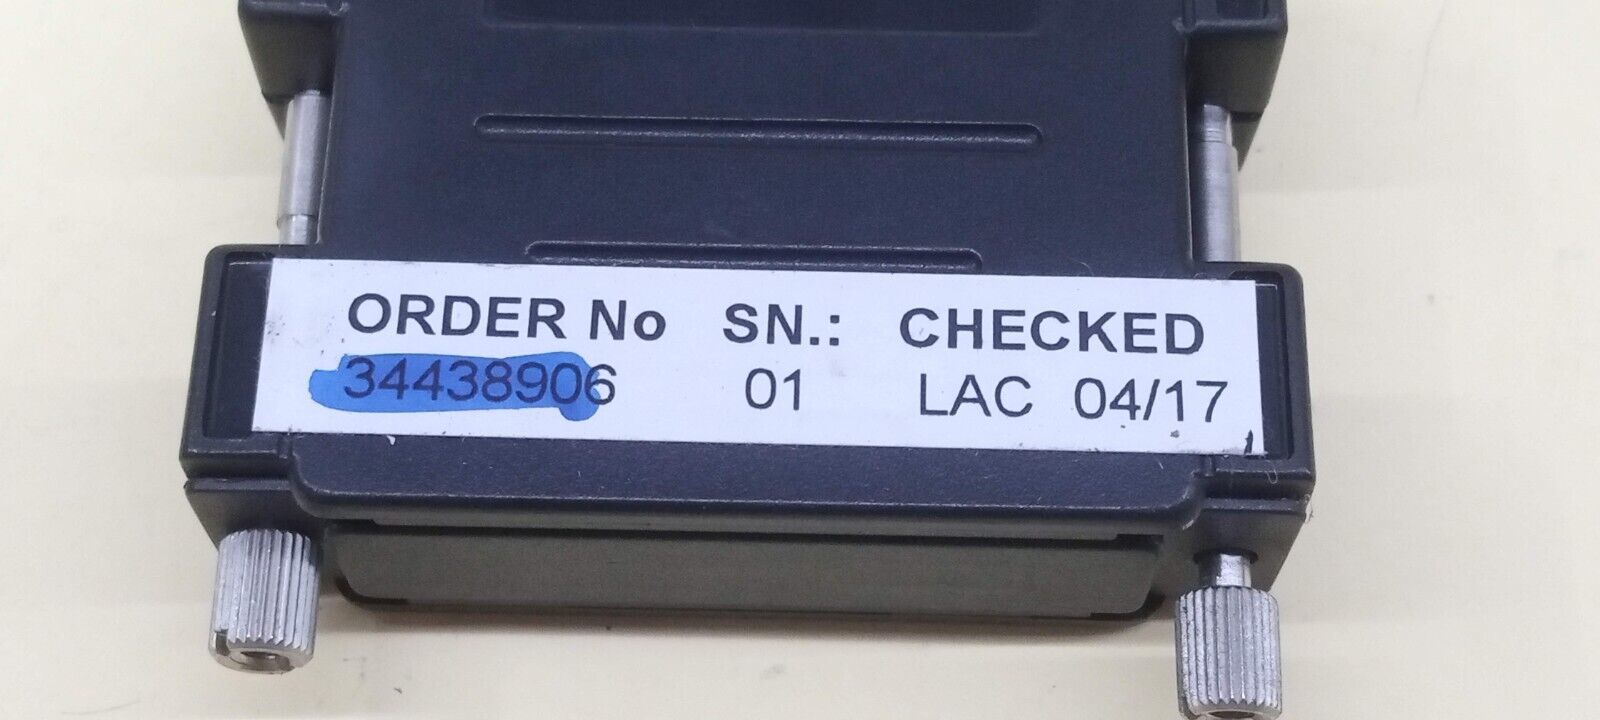 ORDER No SN.: CHECKED
34438906 01 LAC 04/17